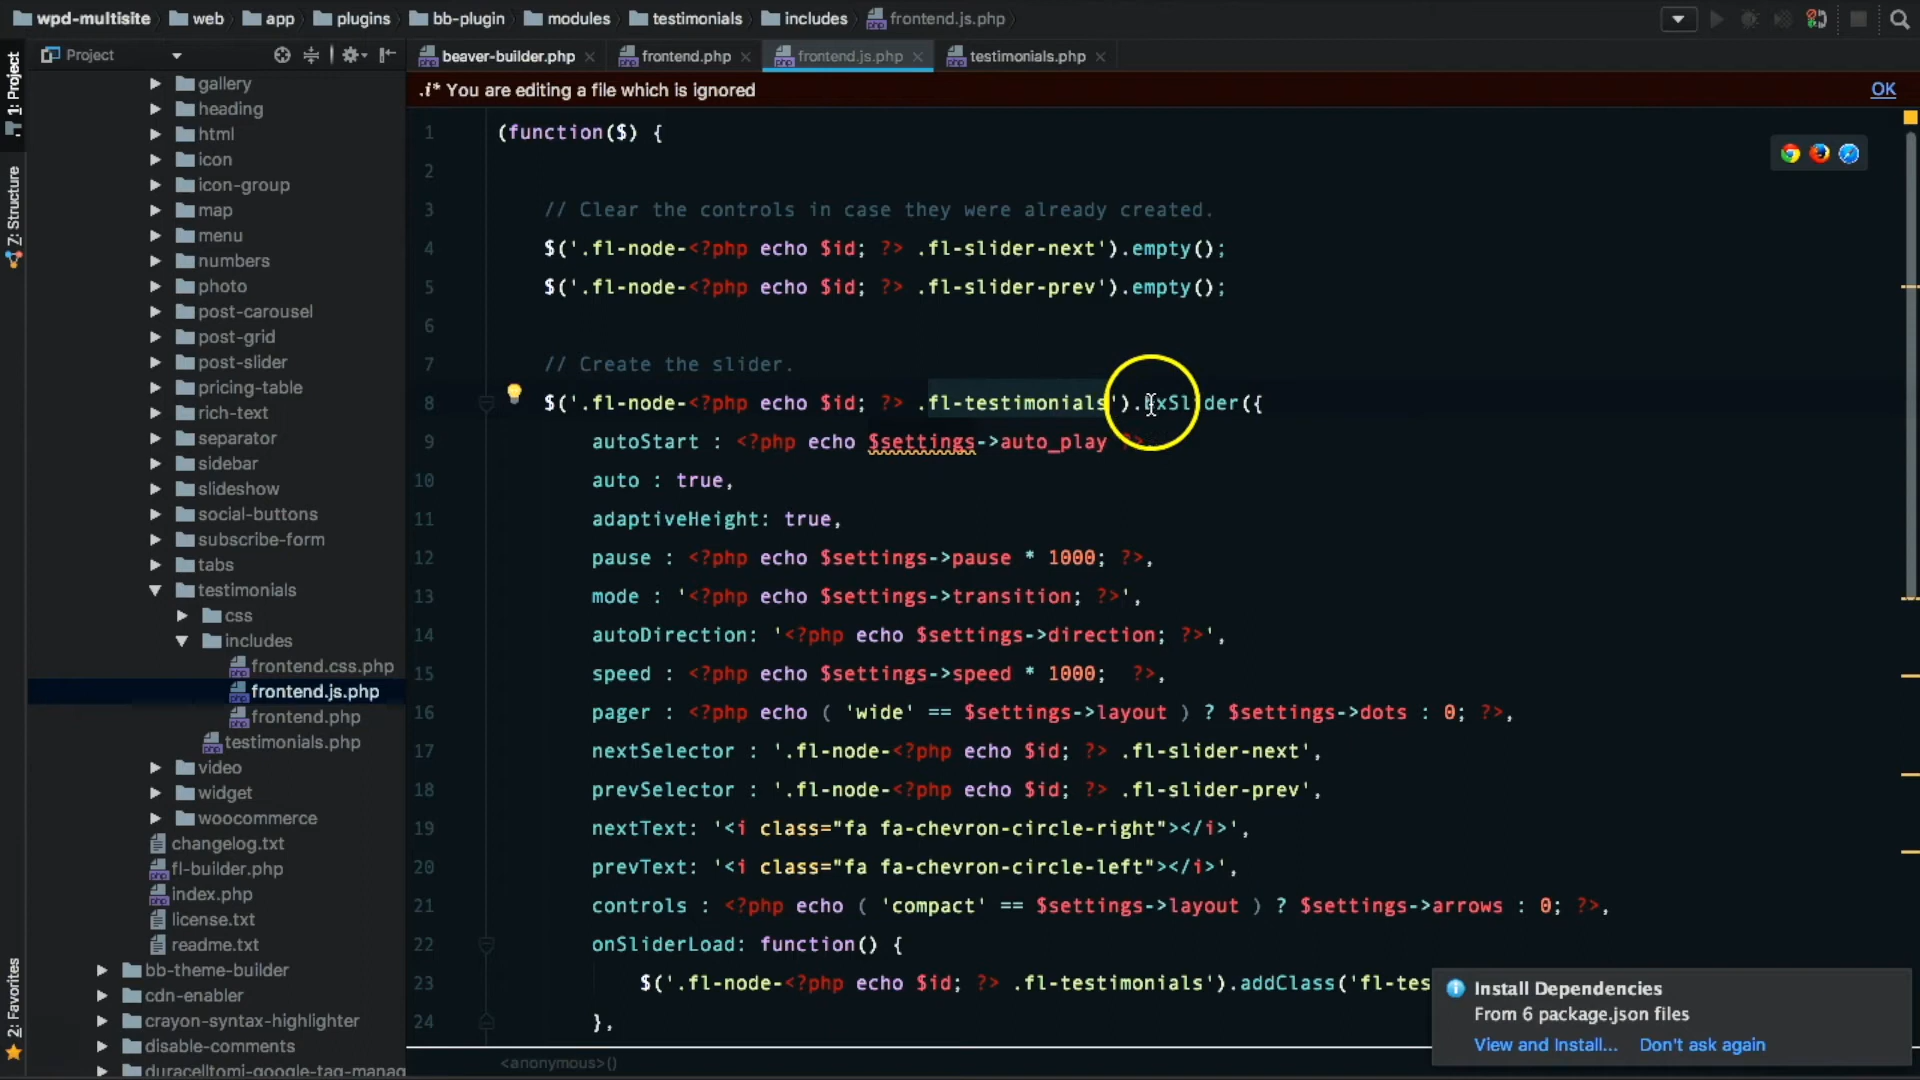 wpd-multisite web app plugins bb-plugin modules testimonials includes frontend.js.php
Project
beaver-builder.php frontend.php frontend.js.php testimonials.php
.i* You are editing a file which is ignored OK
1: Project
Z: Structure
2: Favorites
gallery
heading
html
icon
icon-group
map
menu
numbers
photo
post-carousel
post-grid
post-slider
pricing-table
rich-text
separator
sidebar
slideshow
social-buttons
subscribe-form
tabs
testimonials
css
includes
frontend.css.php
frontend.js.php
frontend.php
testimonials.php
video
widget
woocommerce
changelog.txt
fl-builder.php
index.php
license.txt
readme.txt
bb-theme-builder
cdn-enabler
crayon-syntax-highlighter
disable-comments
duracelltomi-google-tag-manag
1 (function($) {
2
3 // Clear the controls in case they were already created.
4 $('.fl-node-<?php echo $id; ?> .fl-slider-next').empty();
5 $('.fl-node-<?php echo $id; ?> .fl-slider-prev').empty();
6
7 // Create the slider.
8 $('.fl-node-<?php echo $id; ?> .fl-testimonials').bxSlider({
9 autoStart : <?php echo $settings->auto_play ?>,
10 auto : true,
11 adaptiveHeight: true,
12 pause : <?php echo $settings->pause * 1000; ?>,
13 mode : '<?php echo $settings->transition; ?>',
14 autoDirection: '<?php echo $settings->direction; ?>',
15 speed : <?php echo $settings->speed * 1000; ?>,
16 pager : <?php echo ( 'wide' == $settings->layout ) ? $settings->dots : 0; ?>,
17 nextSelector : '.fl-node-<?php echo $id; ?> .fl-slider-next',
18 prevSelector : '.fl-node-<?php echo $id; ?> .fl-slider-prev',
19 nextText: '<i class="fa fa-chevron-circle-right"></i>',
20 prevText: '<i class="fa fa-chevron-circle-left"></i>',
21 controls : <?php echo ( 'compact' == $settings->layout ) ? $settings->arrows : 0; ?>,
22 onSliderLoad: function() {
23 $('.fl-node-<?php echo $id; ?> .fl-testimonials').addClass('fl-tes
24 },
<anonymous>()
Install Dependencies
From 6 package.json files
View and Install... Don't ask again